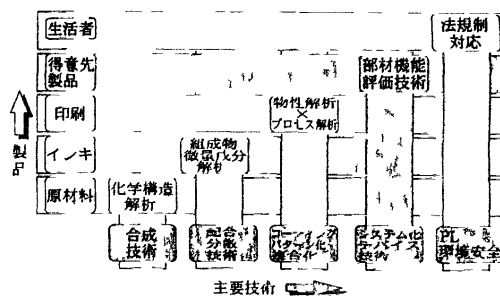 生活者
法規制
対応
得意先
製品
部材機能
評価技術
印刷
物性解析
×
プロセス解析
インキ
組成物
微量成分
解析
原材料
化学構造
解析
製品
合成
技術
配合
分散
技術
コーティング
パターン化
複合化
システム化
デバイス
技術
PL
環境安全
主要技術